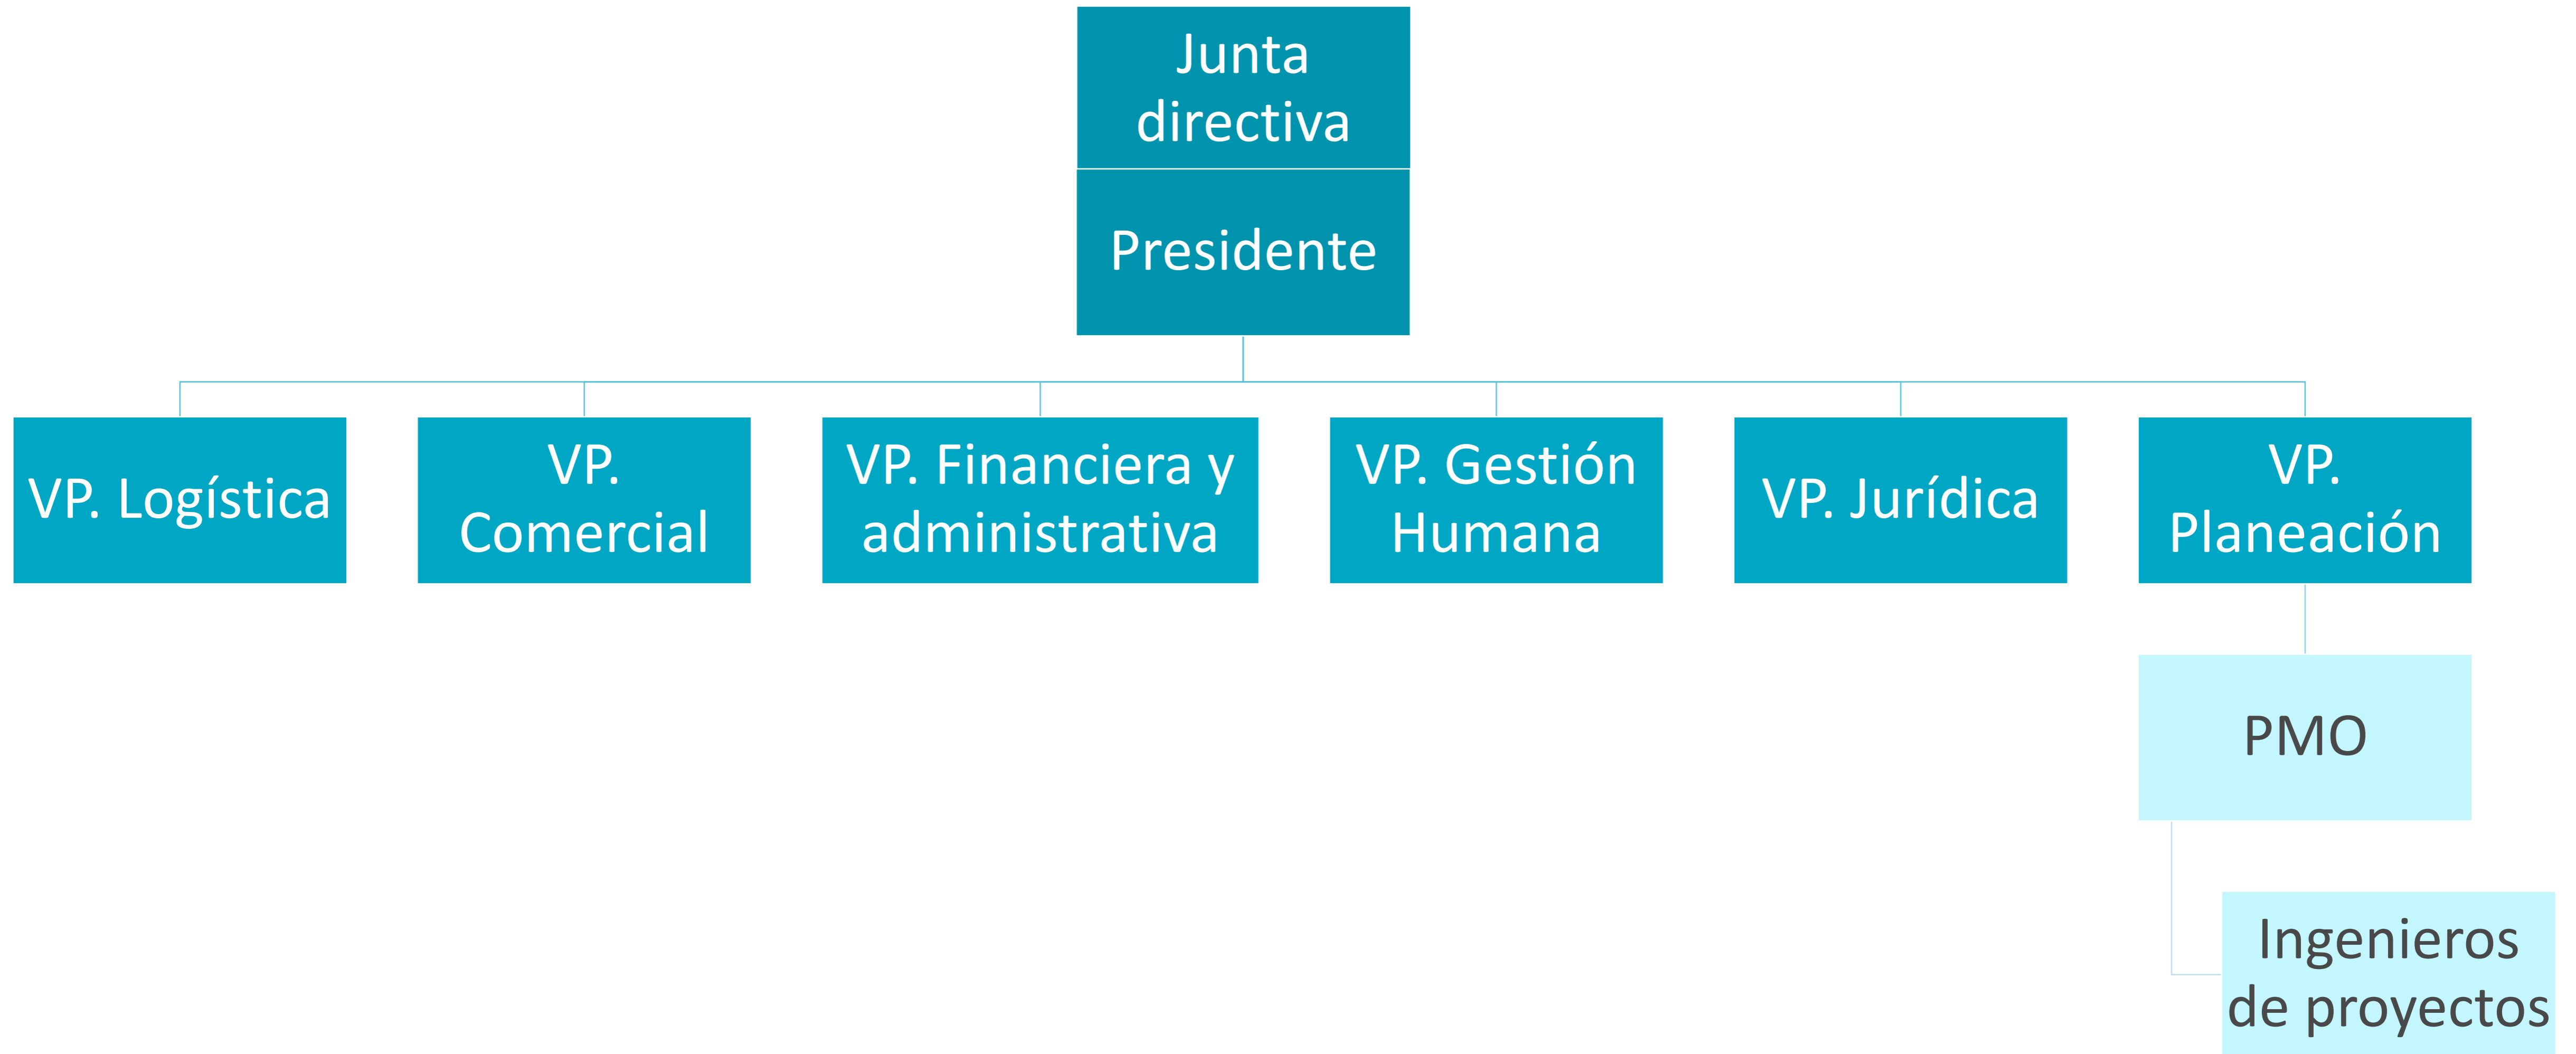 Junta
directiva
Presidente
VP. Logística
VP.
Comercial
VP. Financiera y
administrativa
VP. Gestión
Humana
VP. Jurídica
VP.
Planeación
PMO
Ingenieros
de proyectos